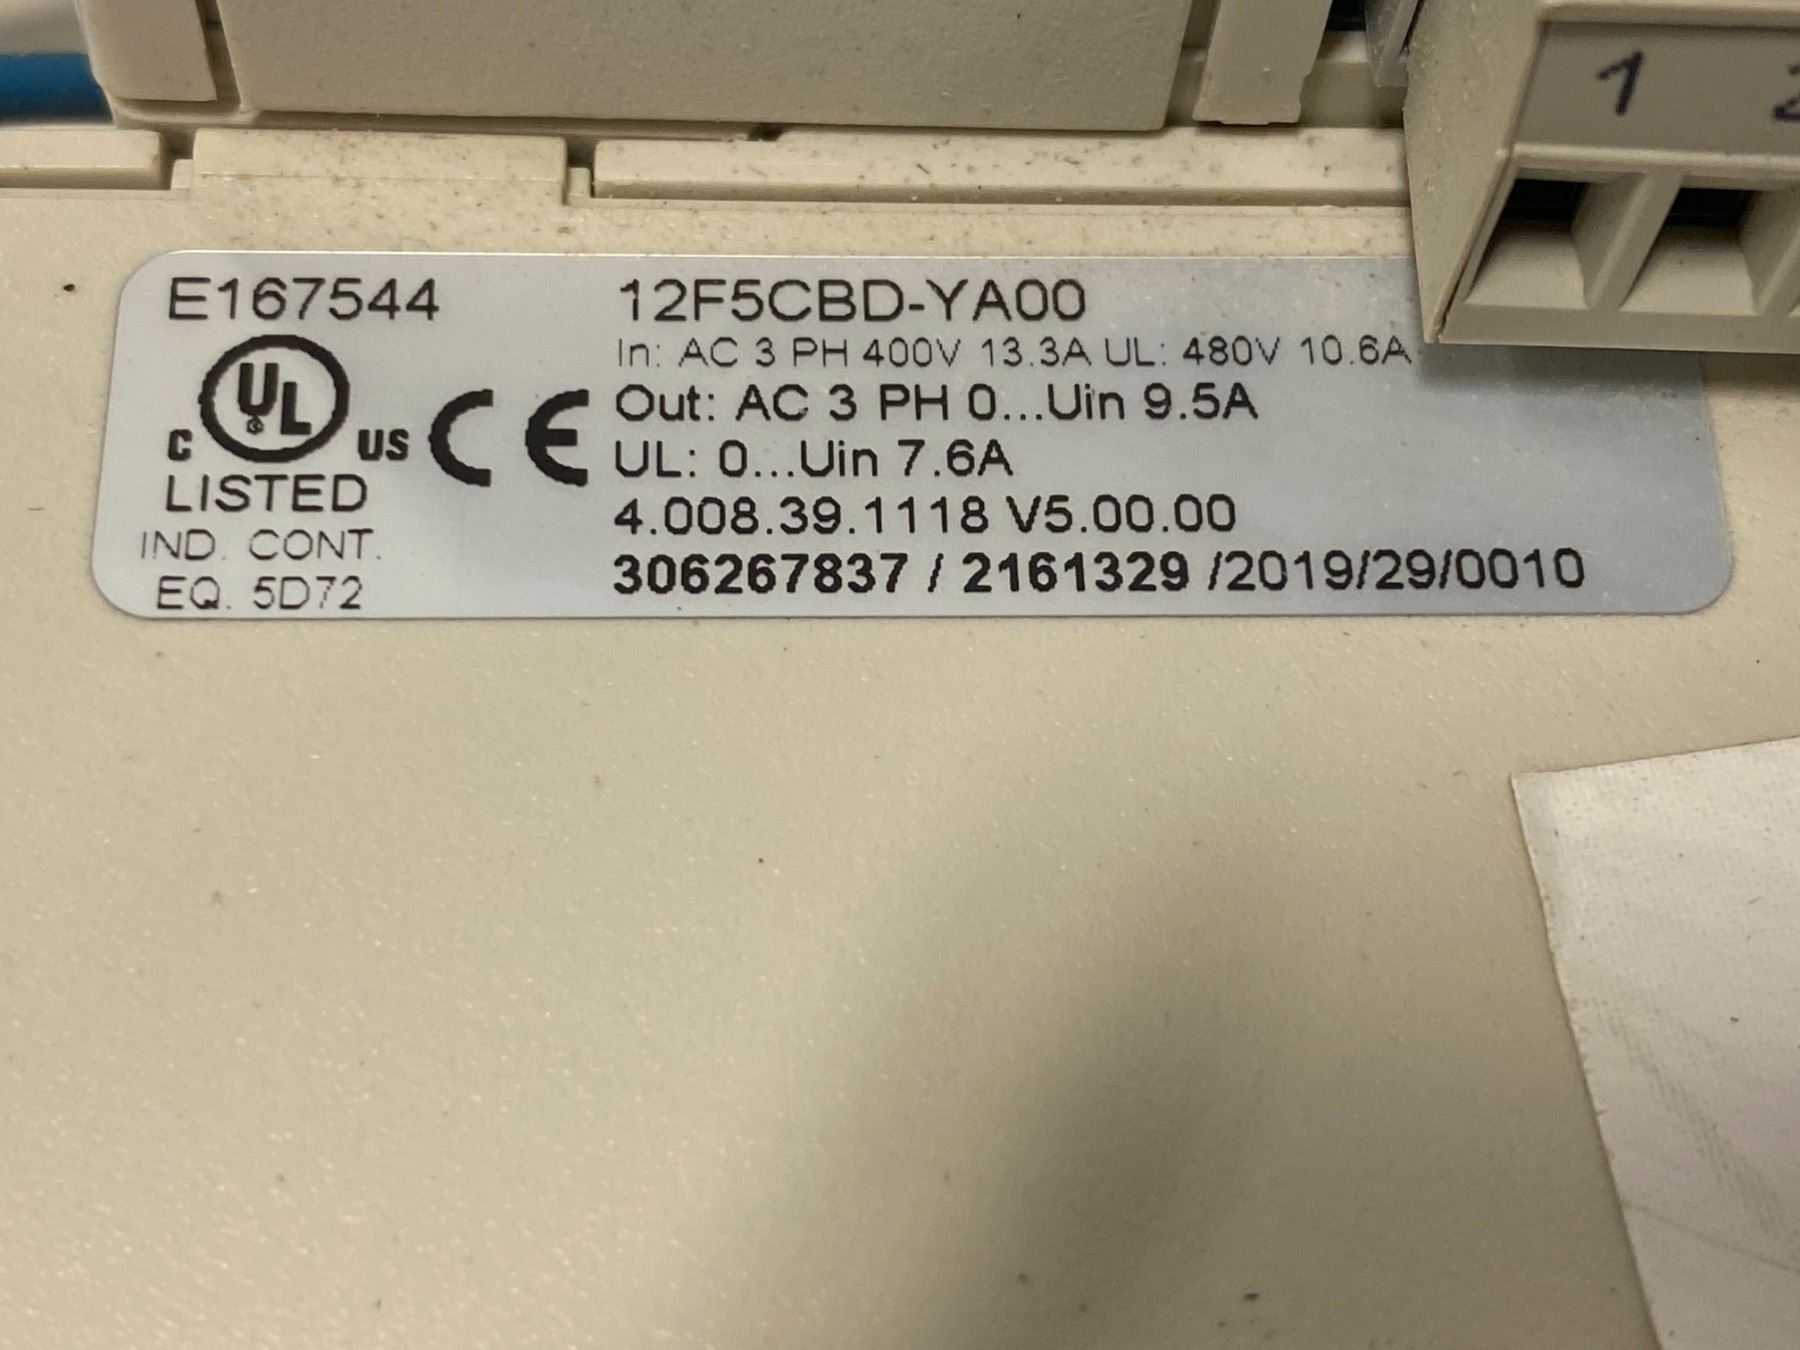 1
E167544
C UL US
LISTED
IND. CONT.
EQ. 5D72
CE
12F5CBD-YA00
In: AC 3 PH 400V 13.3A UL: 480V 10.6A
Out: AC 3 PH 0...Uin 9.5A
UL: 0...Uin 7.6A
4.008.39.1118 V5.00.00
306267837 / 2161329 /2019/29/0010